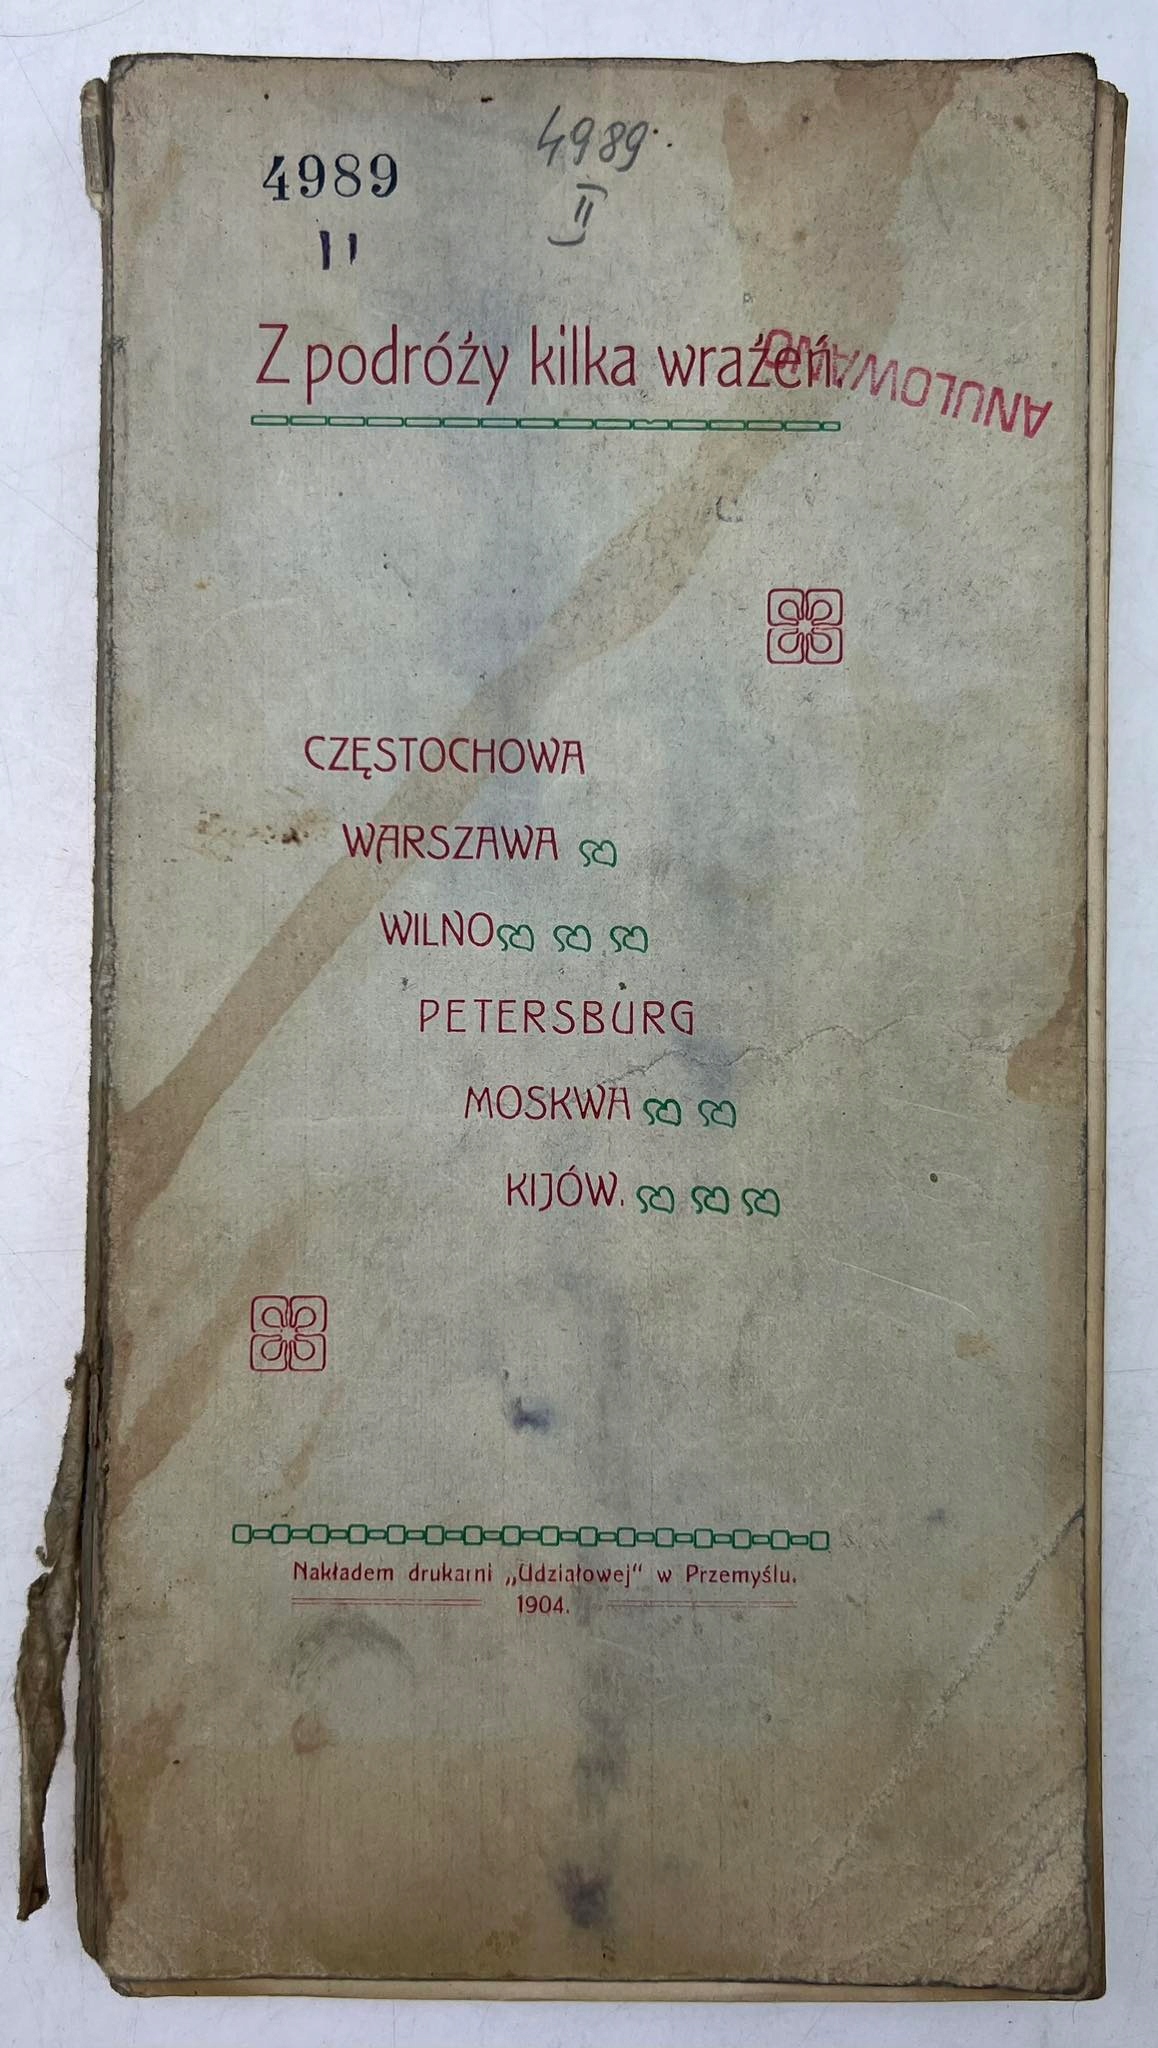 4989
II
4989.
II
Z podróży kilka wrażeń.
ANULOWANO
CZĘSTOCHOWA
WARSZAWA
WILNO
PETERSBURG
MOSKWA
KIJÓW.
Nakładem drukarni „Udziałowej“ w Przemyślu.
1904.